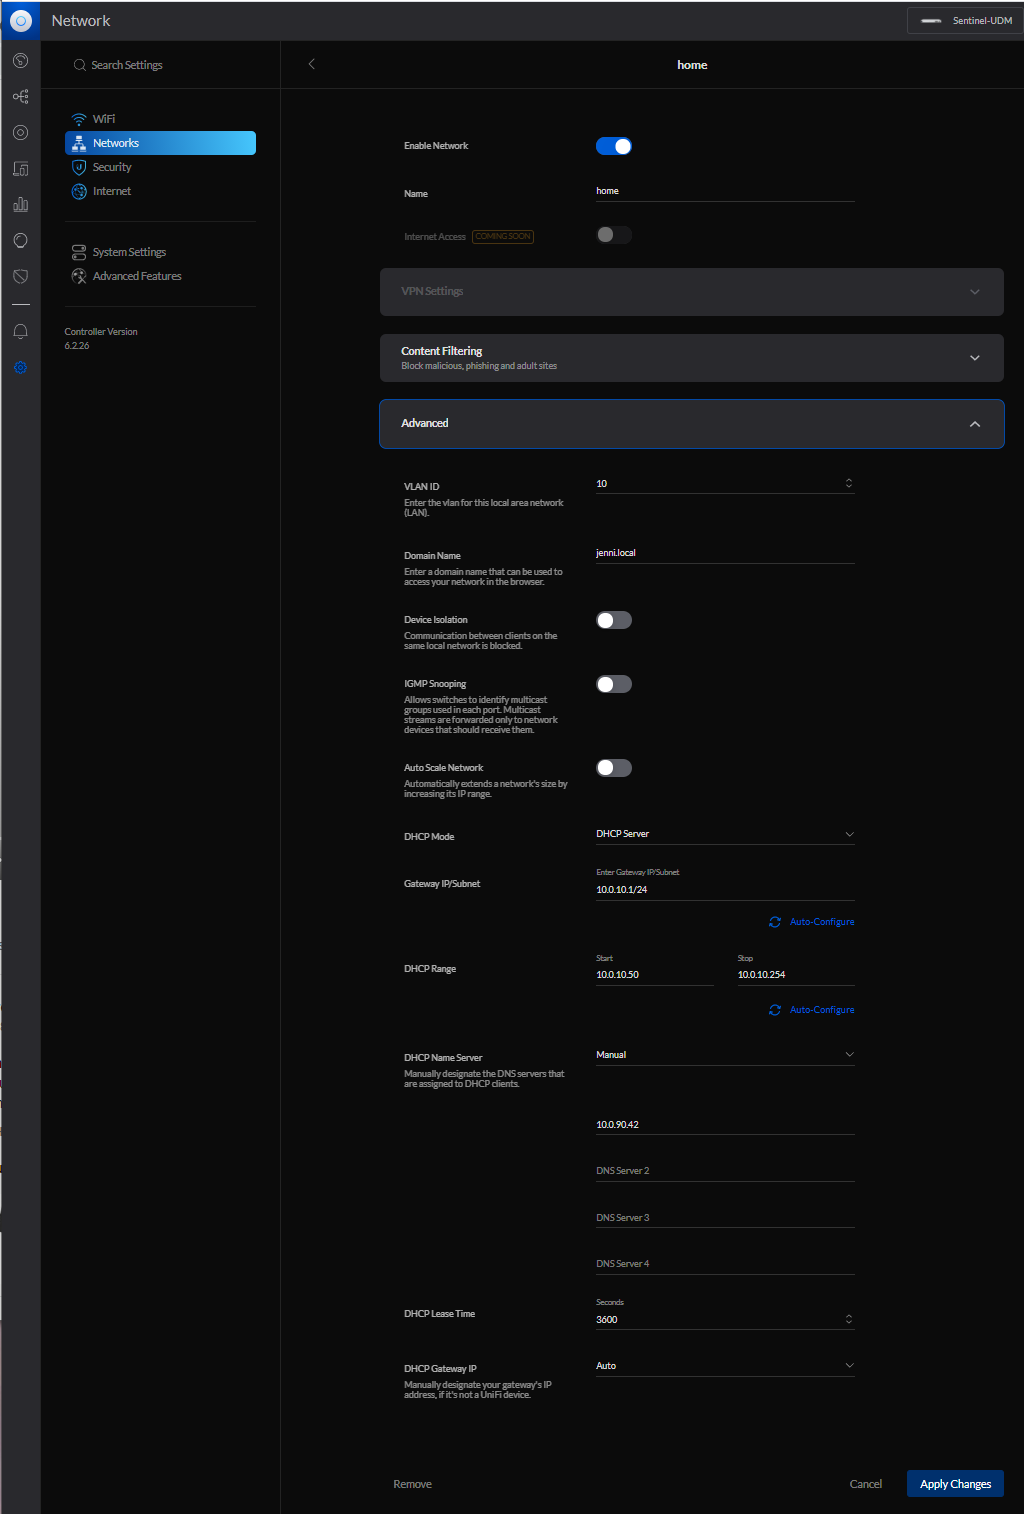 Network
Sentinel-UDM
Search Settings
home
WiFi
Networks
Security
Internet
System Settings
Advanced Features
Controller Version
6.2.26
Enable Network
Name
home
Internet Access COMING SOON
VPN Settings
Content Filtering
Block malicious, phishing and adult sites
Advanced
VLAN ID
10
Enter the vlan for this local area network
(LAN).
Domain Name
jenni.local
Enter a domain name that can be used to
access your network in the browser.
Device Isolation
Communication between clients on the
same local network is blocked.
IGMP Snooping
Allows switches to identify multicast
groups used in each port. Multicast
streams are forwarded only to network
devices that should receive them.
Auto Scale Network
Automatically extends a network's size by
increasing its IP range.
DHCP Mode
DHCP Server
Gateway IP/Subnet
Enter Gateway IP/Subnet
10.0.10.1/24
Auto-Configure
DHCP Range
Start
10.0.10.50
Stop
10.0.10.254
Auto-Configure
DHCP Name Server
Manual
Manually designate the DNS servers that
are assigned to DHCP clients.
10.0.90.42
DNS Server 2
DNS Server 3
DNS Server 4
DHCP Lease Time
Seconds
3600
DHCP Gateway IP
Auto
Manually designate your gateway's IP
address, if it's not a UniFi device.
Remove
Cancel
Apply Changes